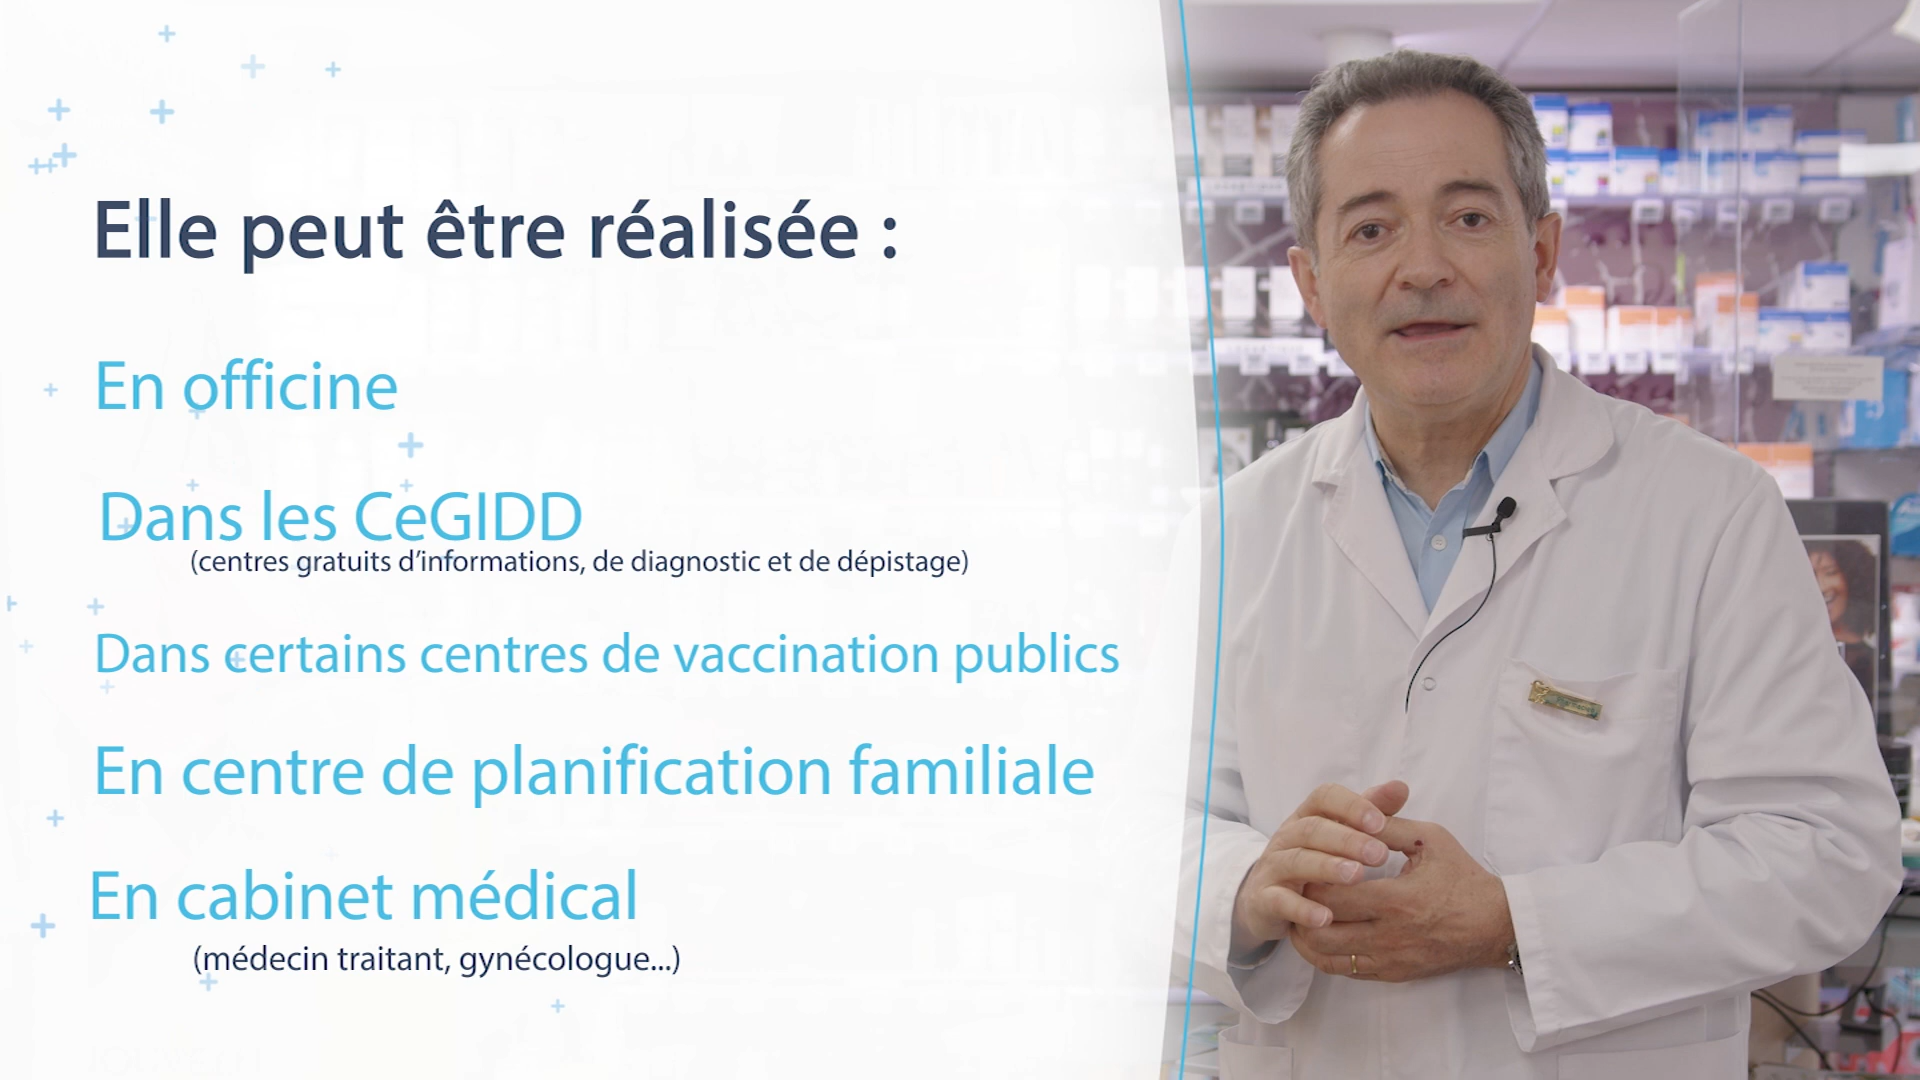 Elle peut être réalisée :
En officine
Dans les CeGIDD
(centres gratuits d’informations, de diagnostic et de dépistage)
Dans certains centres de vaccination publics
En centre de planification familiale
En cabinet médical
(médecin traitant, gynécologue...)